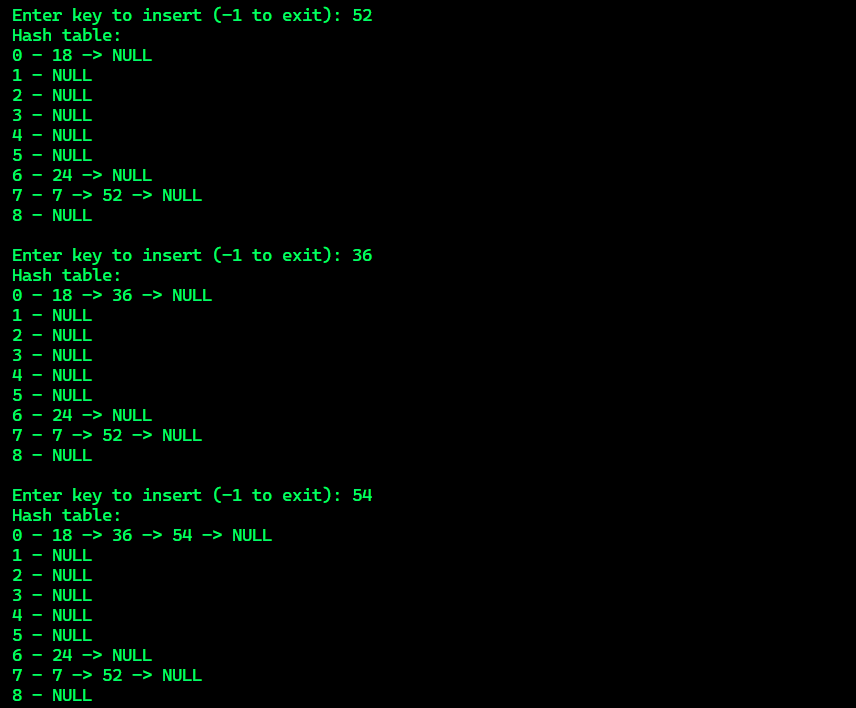 Enter key to insert (-1 to exit): 52
Hash table:
0 - 18 -> NULL
1 - NULL
2 - NULL
3 - NULL
4 - NULL
5 - NULL
6 - 24 -> NULL
7 - 7 -> 52 -> NULL
8 - NULL

Enter key to insert (-1 to exit): 36
Hash table:
0 - 18 -> 36 -> NULL
1 - NULL
2 - NULL
3 - NULL
4 - NULL
5 - NULL
6 - 24 -> NULL
7 - 7 -> 52 -> NULL
8 - NULL

Enter key to insert (-1 to exit): 54
Hash table:
0 - 18 -> 36 -> 54 -> NULL
1 - NULL
2 - NULL
3 - NULL
4 - NULL
5 - NULL
6 - 24 -> NULL
7 - 7 -> 52 -> NULL
8 - NULL